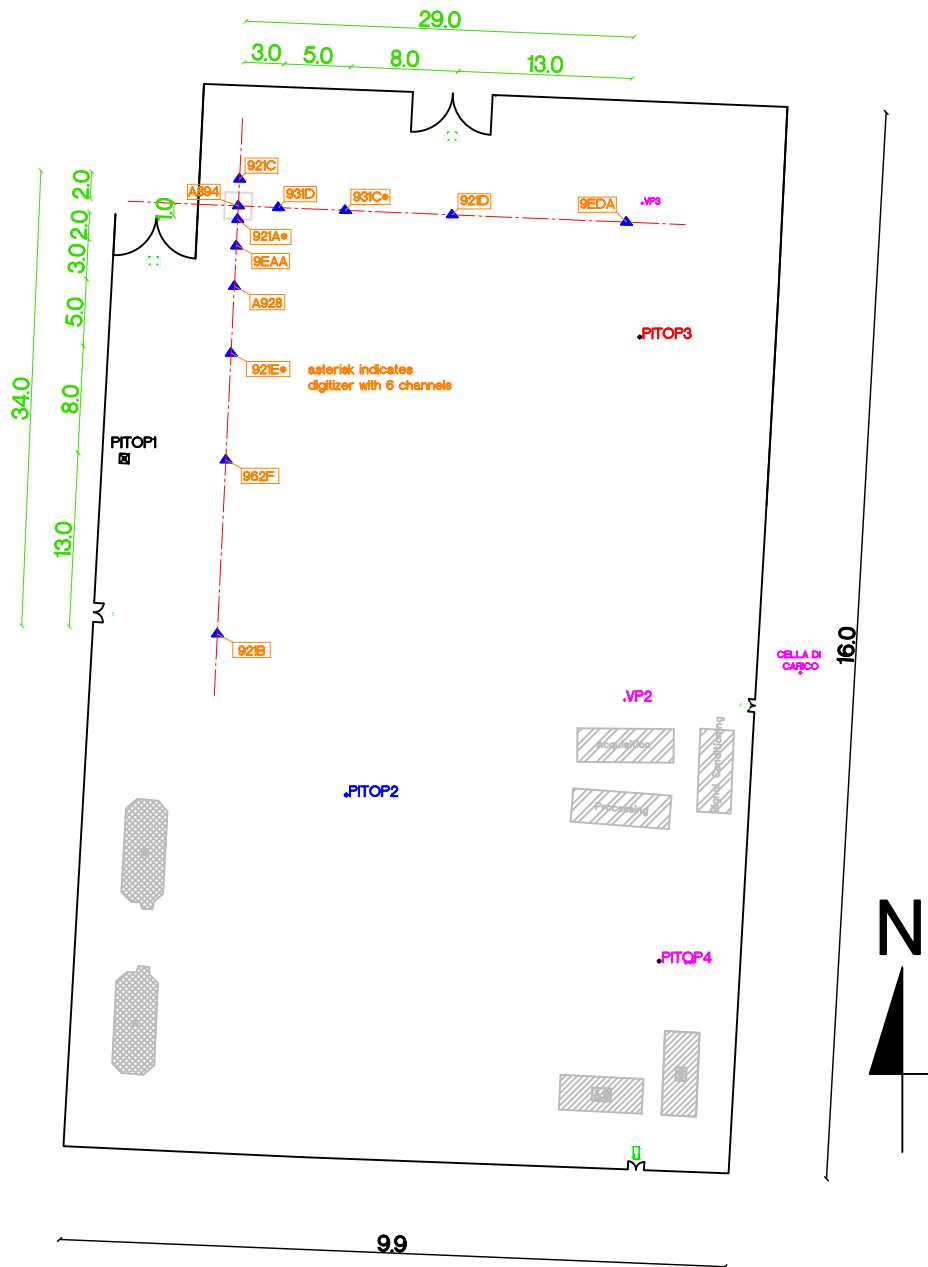 29.0
3.0
5.0
8.0
13.0
921C
A894
931D
931C*
921D
9EDA
VP3
2.0
1.0
2.0
921A*
3.0
9EAA
A928
5.0
PITOP3
921E*
asterisk indicates
digitizer with 6 channels
34.0
8.0
PITOP1
962F
13.0
921B
16.0
CELLA DI
CARICO
VP2
Acquisition
Signal Conditioning
PITOP2
Processing
N
PITOP4
9.9